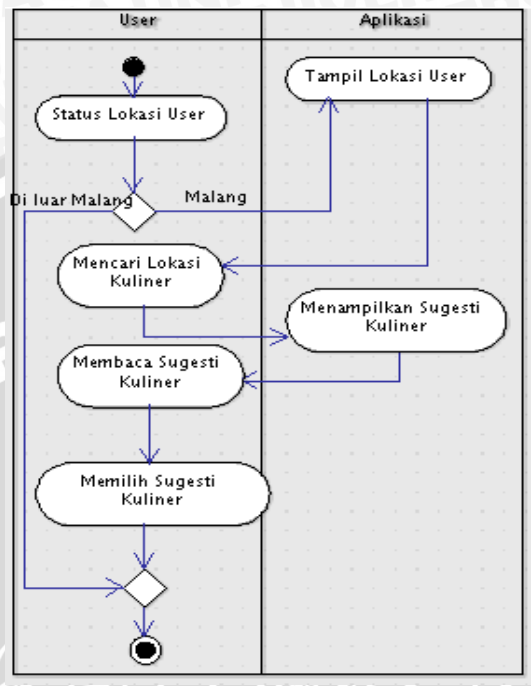 User
Aplikasi
Tampil Lokasi User
Status Lokasi User
Di luar Malang
Malang
Mencari Lokasi
Kuliner
Menampilkan Sugesti
Kuliner
Membaca Sugesti
Kuliner
Memilih Sugesti
Kuliner